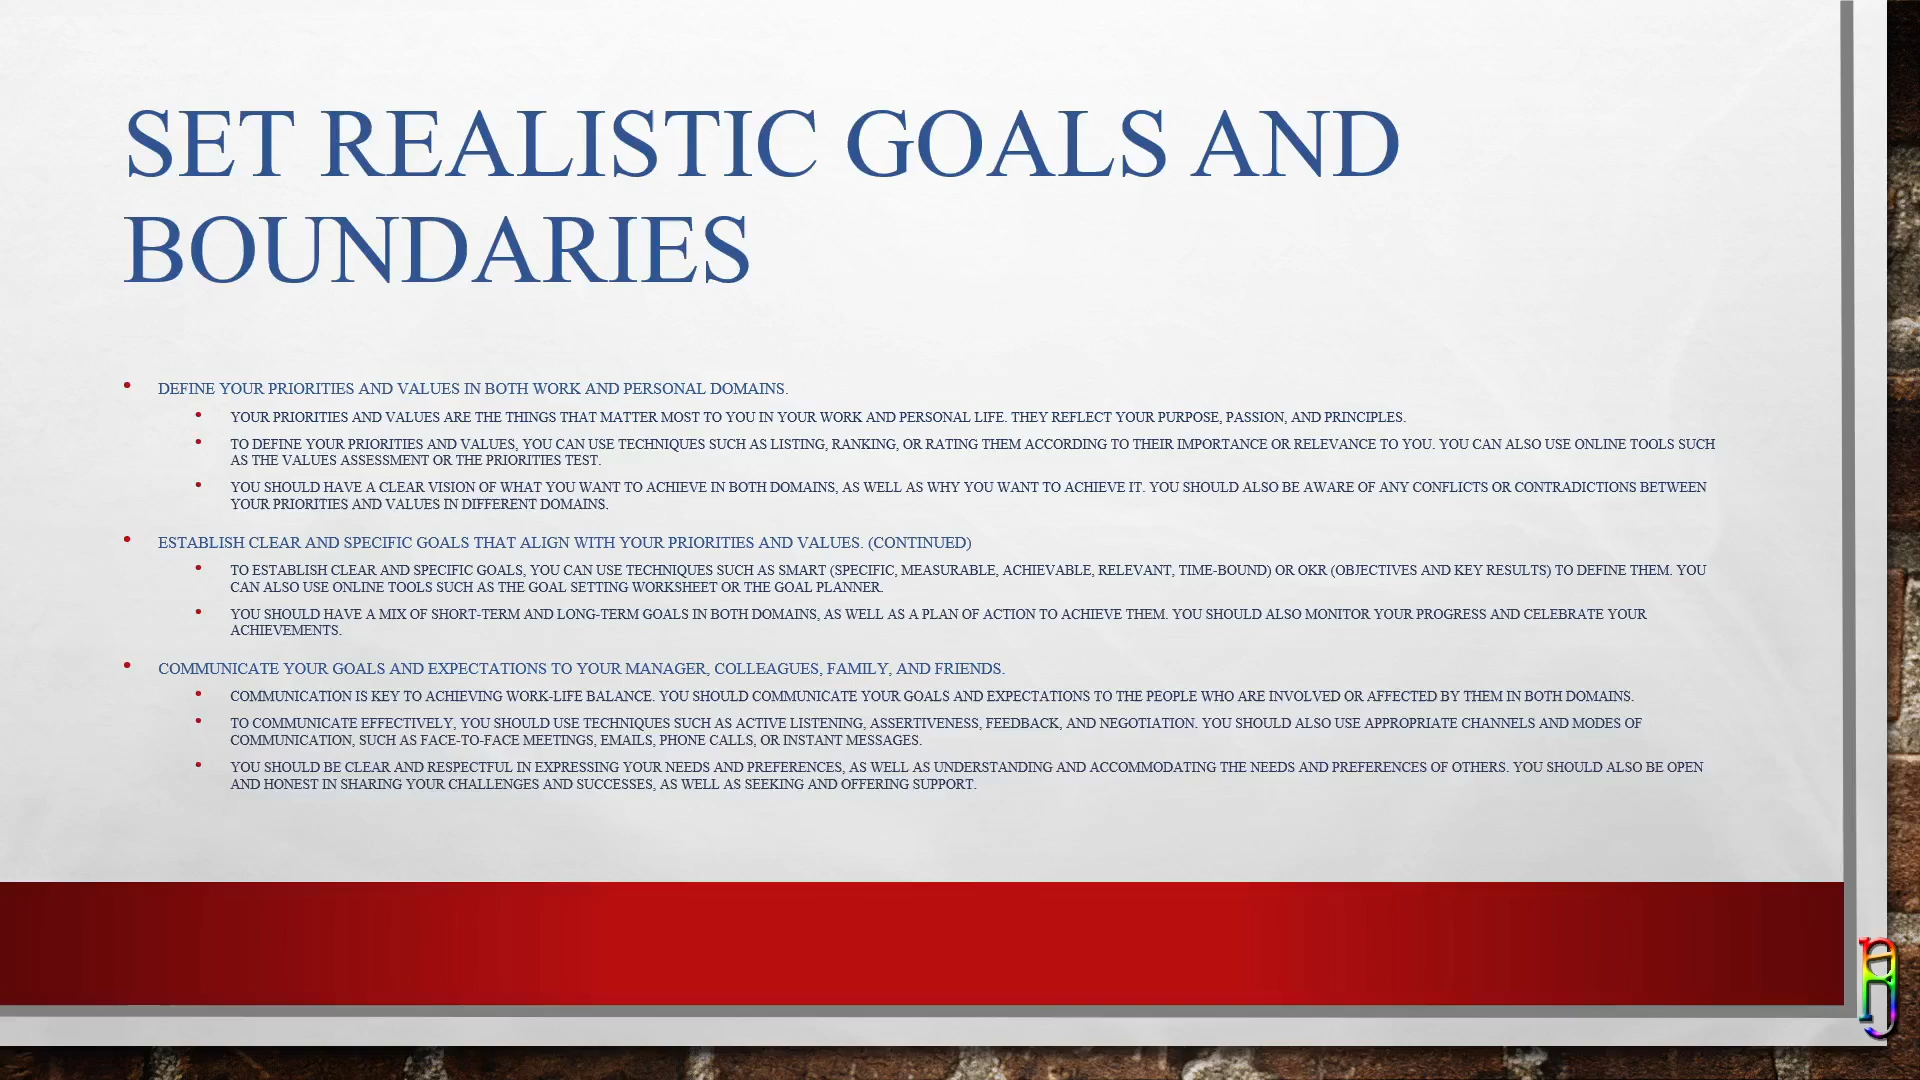 SET REALISTIC GOALS AND
BOUNDARIES
• DEFINE YOUR PRIORITIES AND VALUES IN BOTH WORK AND PERSONAL DOMAINS.
• YOUR PRIORITIES AND VALUES ARE THE THINGS THAT MATTER MOST TO YOU IN YOUR WORK AND PERSONAL LIFE. THEY REFLECT YOUR PURPOSE, PASSION, AND PRINCIPLES.
• TO DEFINE YOUR PRIORITIES AND VALUES, YOU CAN USE TECHNIQUES SUCH AS LISTING, RANKING, OR RATING THEM ACCORDING TO THEIR IMPORTANCE OR RELEVANCE TO YOU. YOU CAN ALSO USE ONLINE TOOLS SUCH
AS THE VALUES ASSESSMENT OR THE PRIORITIES TEST.
• YOU SHOULD HAVE A CLEAR VISION OF WHAT YOU WANT TO ACHIEVE IN BOTH DOMAINS, AS WELL AS WHY YOU WANT TO ACHIEVE IT. YOU SHOULD ALSO BE AWARE OF ANY CONFLICTS OR CONTRADICTIONS BETWEEN
YOUR PRIORITIES AND VALUES IN DIFFERENT DOMAINS.
• ESTABLISH CLEAR AND SPECIFIC GOALS THAT ALIGN WITH YOUR PRIORITIES AND VALUES. (CONTINUED)
• TO ESTABLISH CLEAR AND SPECIFIC GOALS, YOU CAN USE TECHNIQUES SUCH AS SMART (SPECIFIC, MEASURABLE, ACHIEVABLE, RELEVANT, TIME-BOUND) OR OKR (OBJECTIVES AND KEY RESULTS) TO DEFINE THEM. YOU
CAN ALSO USE ONLINE TOOLS SUCH AS THE GOAL SETTING WORKSHEET OR THE GOAL PLANNER.
• YOU SHOULD HAVE A MIX OF SHORT-TERM AND LONG-TERM GOALS IN BOTH DOMAINS, AS WELL AS A PLAN OF ACTION TO ACHIEVE THEM. YOU SHOULD ALSO MONITOR YOUR PROGRESS AND CELEBRATE YOUR
ACHIEVEMENTS.
• COMMUNICATE YOUR GOALS AND EXPECTATIONS TO YOUR MANAGER, COLLEAGUES, FAMILY, AND FRIENDS.
• COMMUNICATION IS KEY TO ACHIEVING WORK-LIFE BALANCE. YOU SHOULD COMMUNICATE YOUR GOALS AND EXPECTATIONS TO THE PEOPLE WHO ARE INVOLVED OR AFFECTED BY THEM IN BOTH DOMAINS.
• TO COMMUNICATE EFFECTIVELY, YOU SHOULD USE TECHNIQUES SUCH AS ACTIVE LISTENING, ASSERTIVENESS, FEEDBACK, AND NEGOTIATION. YOU SHOULD ALSO USE APPROPRIATE CHANNELS AND MODES OF
COMMUNICATION, SUCH AS FACE-TO-FACE MEETINGS, EMAILS, PHONE CALLS, OR INSTANT MESSAGES.
• YOU SHOULD BE CLEAR AND RESPECTFUL IN EXPRESSING YOUR NEEDS AND PREFERENCES, AS WELL AS UNDERSTANDING AND ACCOMMODATING THE NEEDS AND PREFERENCES OF OTHERS. YOU SHOULD ALSO BE OPEN
AND HONEST IN SHARING YOUR CHALLENGES AND SUCCESSES, AS WELL AS SEEKING AND OFFERING SUPPORT.